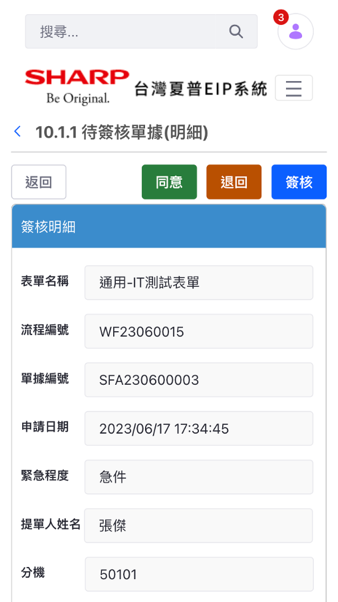 搜尋...
3
SHARP
Be Original.
台灣夏普EIP系統
10.1.1 待簽核單據(明細)
返回 同意 退回 簽核
簽核明細
表單名稱 通用-IT測試表單
流程編號 WF23060015
單據編號 SFA230600003
申請日期 2023/06/17 17:34:45
緊急程度 急件
提單人姓名 張傑
分機 50101